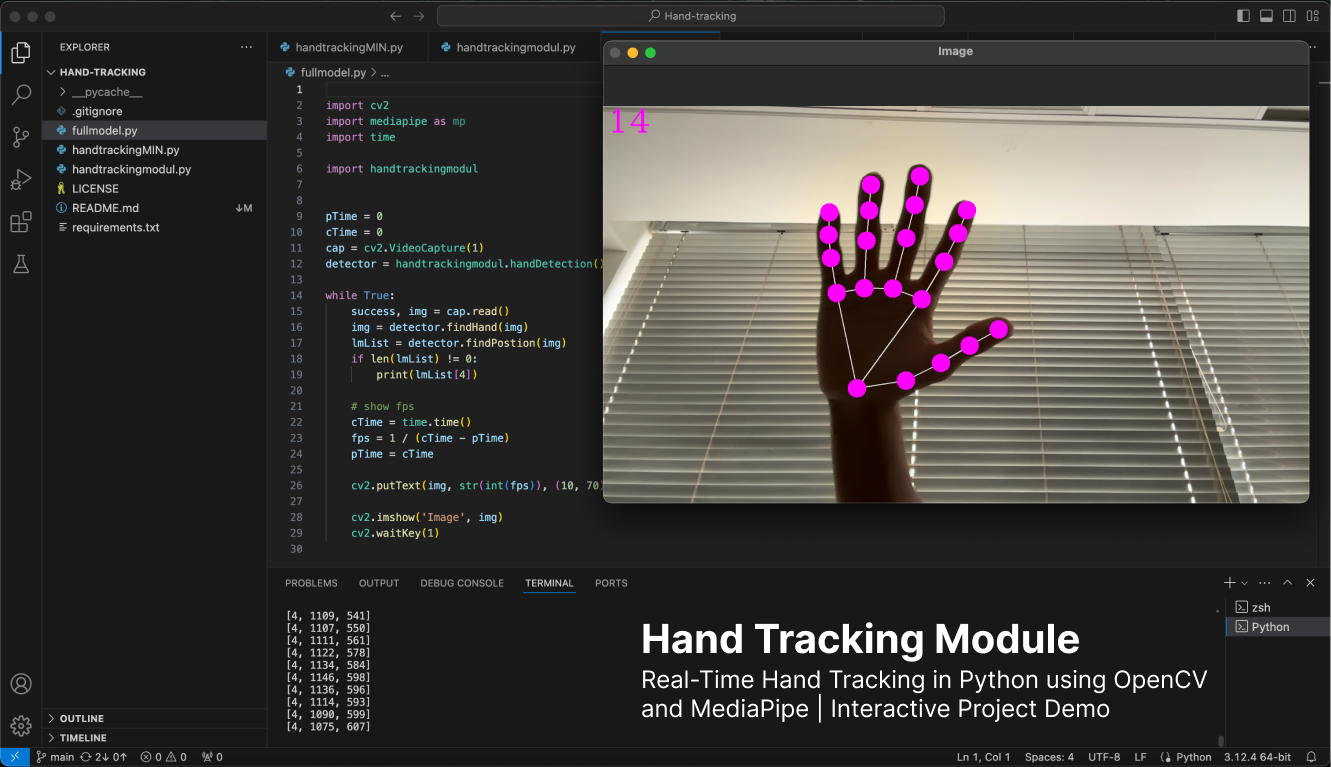 Hand-tracking
EXPLORER
HAND-TRACKING
__pycache__
.gitignore
fullmodel.py
handtrackingMIN.py
handtrackingmodul.py
LICENSE
README.md
↓M
requirements.txt
OUTLINE
TIMELINE
handtrackingMIN.py
handtrackingmodul.py
fullmodel.py > ...
1
2 import cv2
3 import mediapipe as mp
4 import time
5
6 import handtrackingmodul
7
8
9 pTime = 0
10 cTime = 0
11 cap = cv2.VideoCapture(1)
12 detector = handtrackingmodul.handDetection()
13
14 while True:
15 success, img = cap.read()
16 img = detector.findHand(img)
17 lmList = detector.findPostion(img)
18 if len(lmList) != 0:
19 print(lmList[4])
20
21 # show fps
22 cTime = time.time()
23 fps = 1 / (cTime - pTime)
24 pTime = cTime
25
26 cv2.putText(img, str(int(fps)), (10, 70)
27
28 cv2.imshow('Image', img)
29 cv2.waitKey(1)
30
Image
14
PROBLEMS OUTPUT DEBUG CONSOLE TERMINAL PORTS
[4, 1109, 541]
[4, 1107, 550]
[4, 1111, 561]
[4, 1122, 578]
[4, 1134, 584]
[4, 1146, 598]
[4, 1136, 596]
[4, 1114, 593]
[4, 1090, 599]
[4, 1075, 607]
Hand Tracking Module
Real-Time Hand Tracking in Python using OpenCV
and MediaPipe | Interactive Project Demo
zsh
Python
main 2↓ 0↑ 0 0 0 Ln 1, Col 1 Spaces: 4 UTF-8 LF Python 3.12.4 64-bit